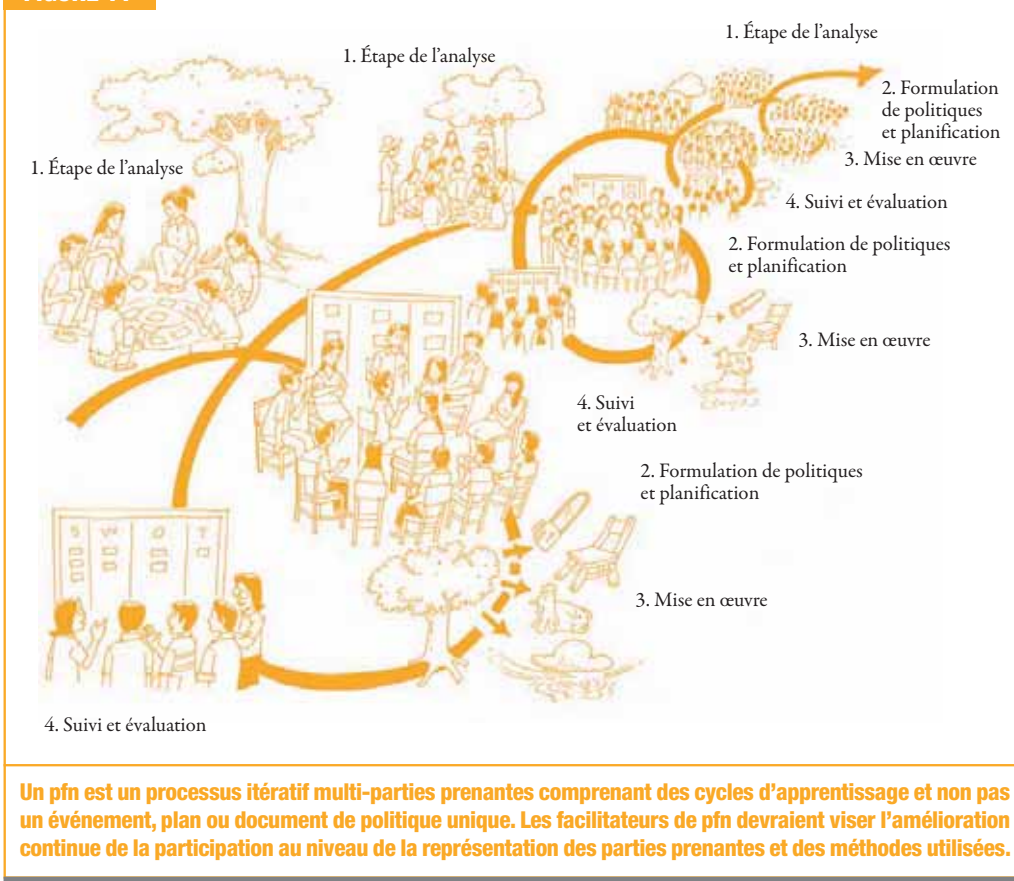 1. Étape de l'analyse
1. Étape de l'analyse
1. Étape de l'analyse
2. Formulation
de politiques
et planification
3. Mise en œuvre
4. Suivi et évaluation
2. Formulation de politiques
et planification
3. Mise en œuvre
4. Suivi
et évaluation
2. Formulation de politiques
et planification
3. Mise en œuvre
S W O T
4. Suivi et évaluation
Un pfn est un processus itératif multi-parties prenantes comprenant des cycles d'apprentissage et non pas
un événement, plan ou document de politique unique. Les facilitateurs de pfn devraient viser l'amélioration
continue de la participation au niveau de la représentation des parties prenantes et des méthodes utilisées.